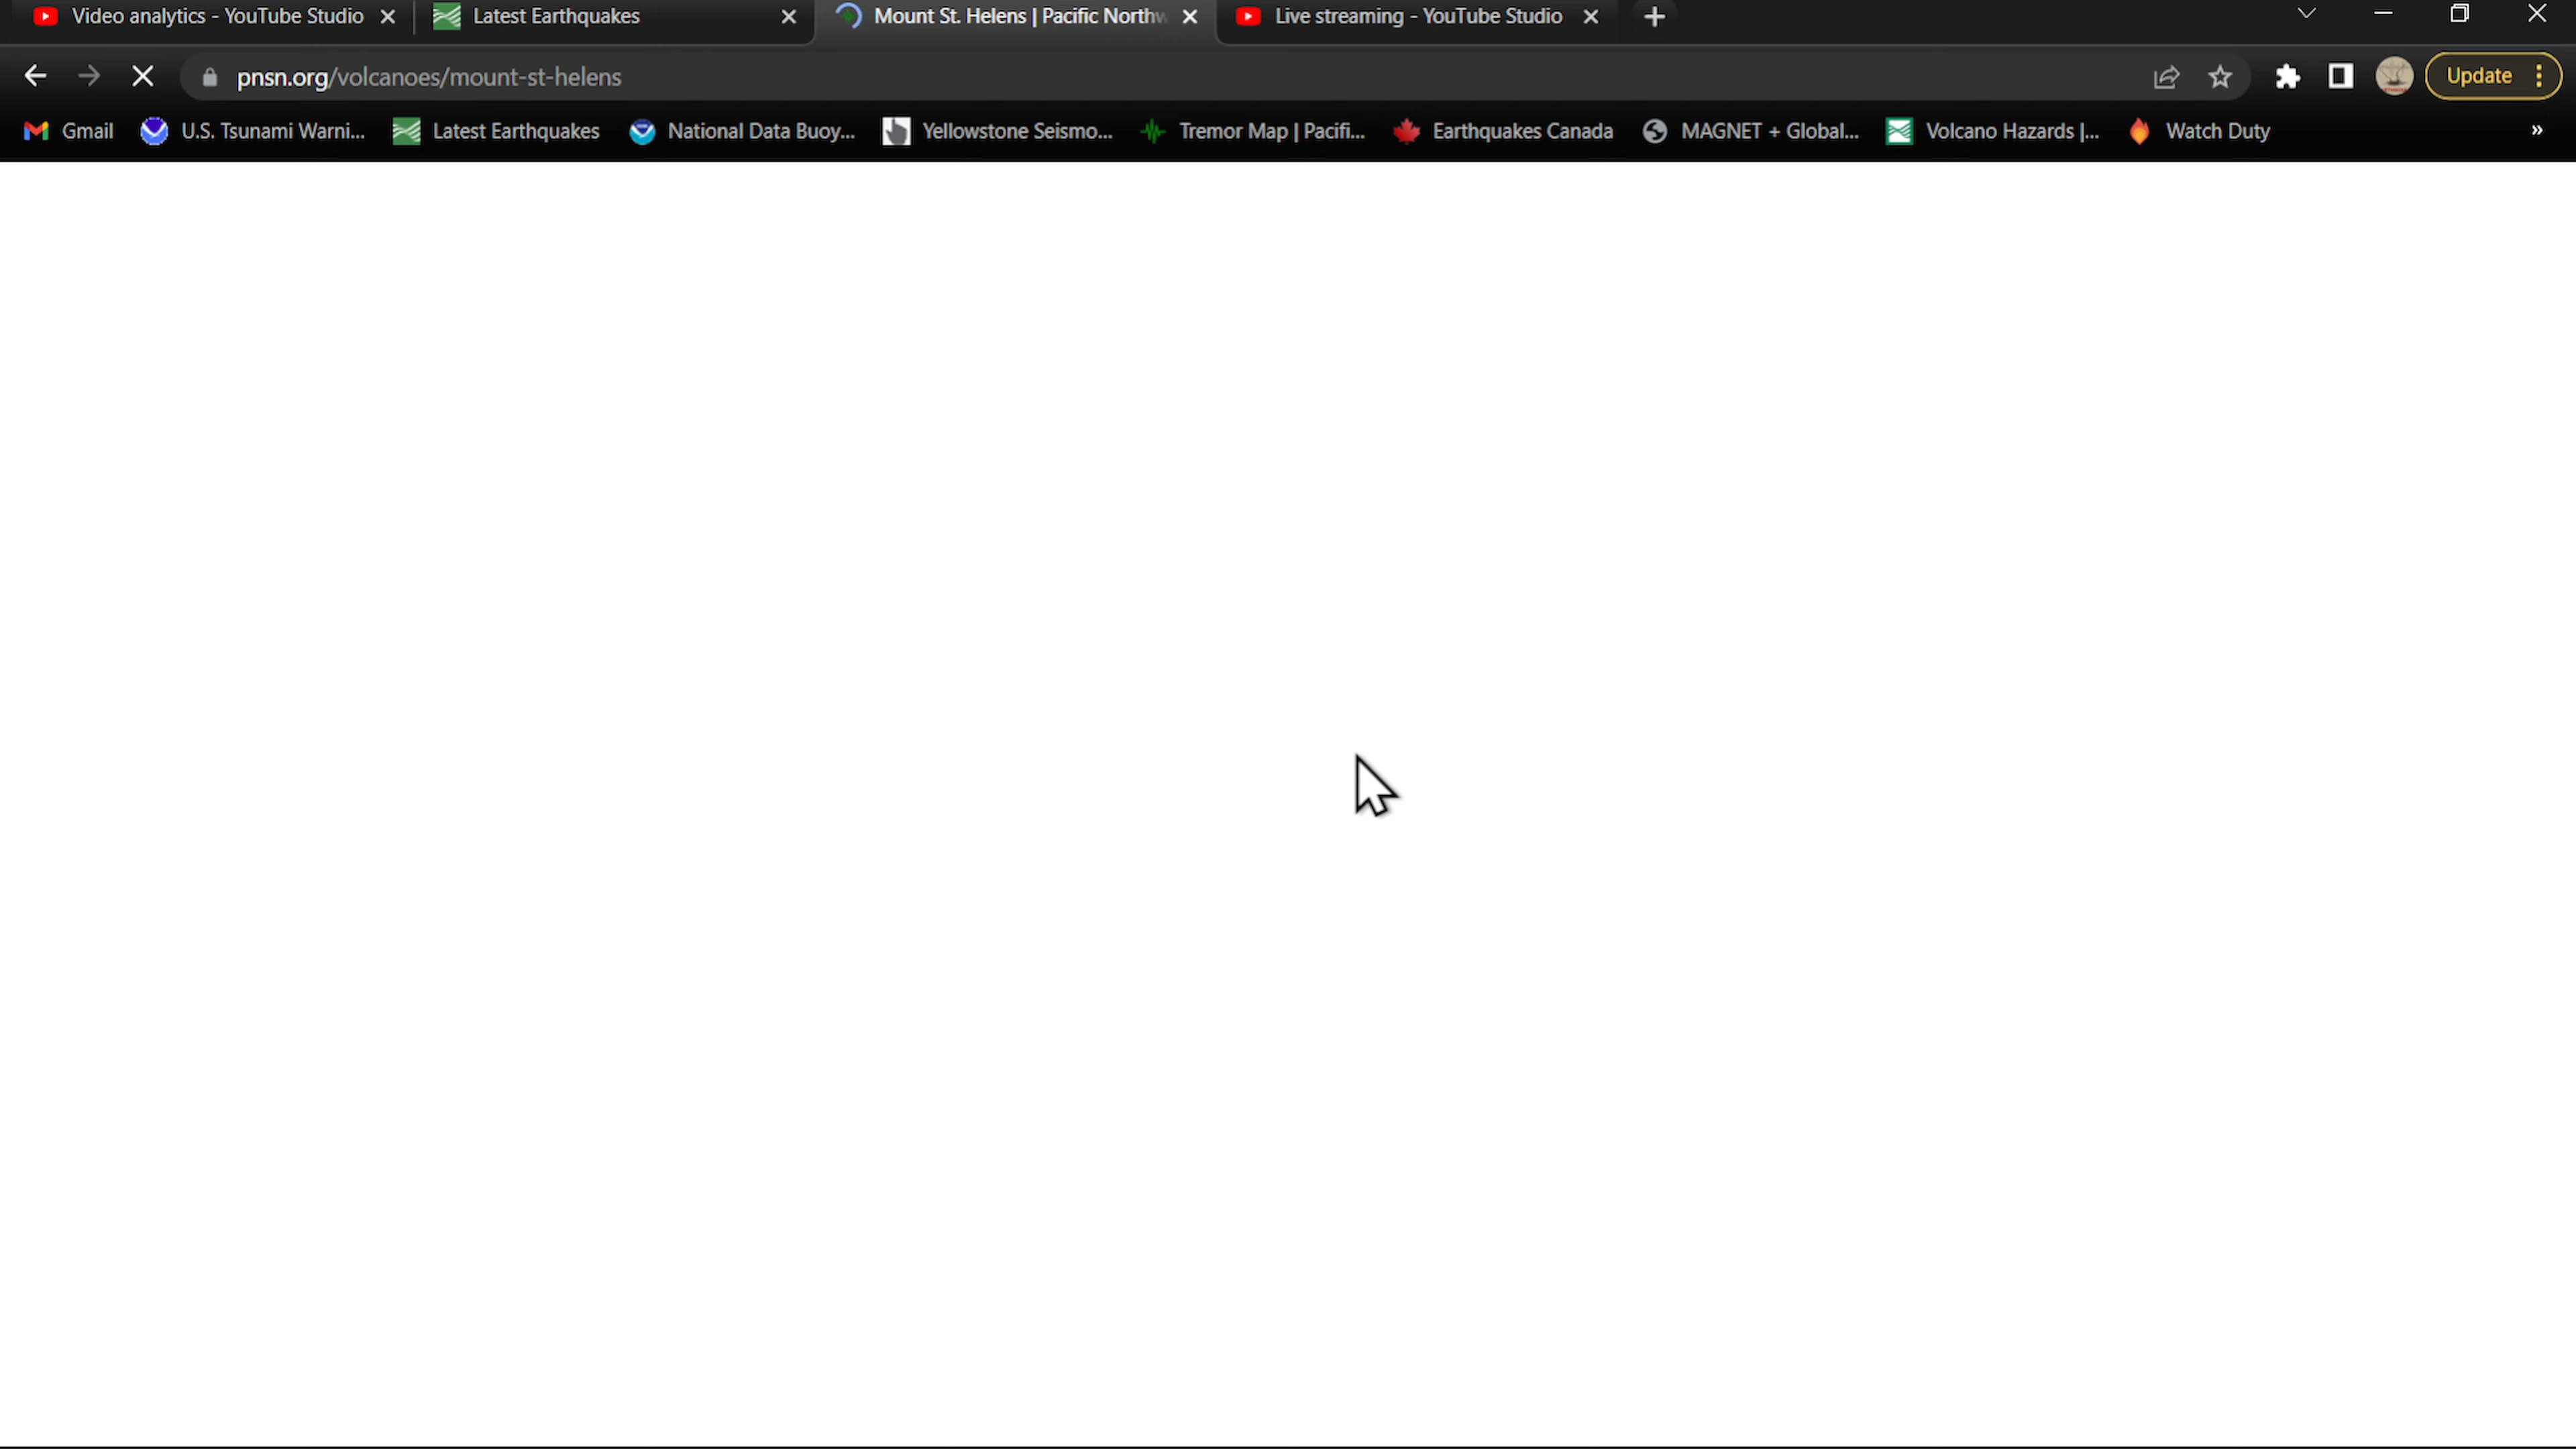 Video analytics - YouTube Studio
Latest Earthquakes
Mount St. Helens | Pacific Northw
Live streaming - YouTube Studio
pnsn.org/volcanoes/mount-st-helens
Update
Gmail
U.S. Tsunami Warni...
Latest Earthquakes
National Data Buoy...
Yellowstone Seismo...
Tremor Map | Pacifi...
Earthquakes Canada
MAGNET + Global...
Volcano Hazards |...
Watch Duty